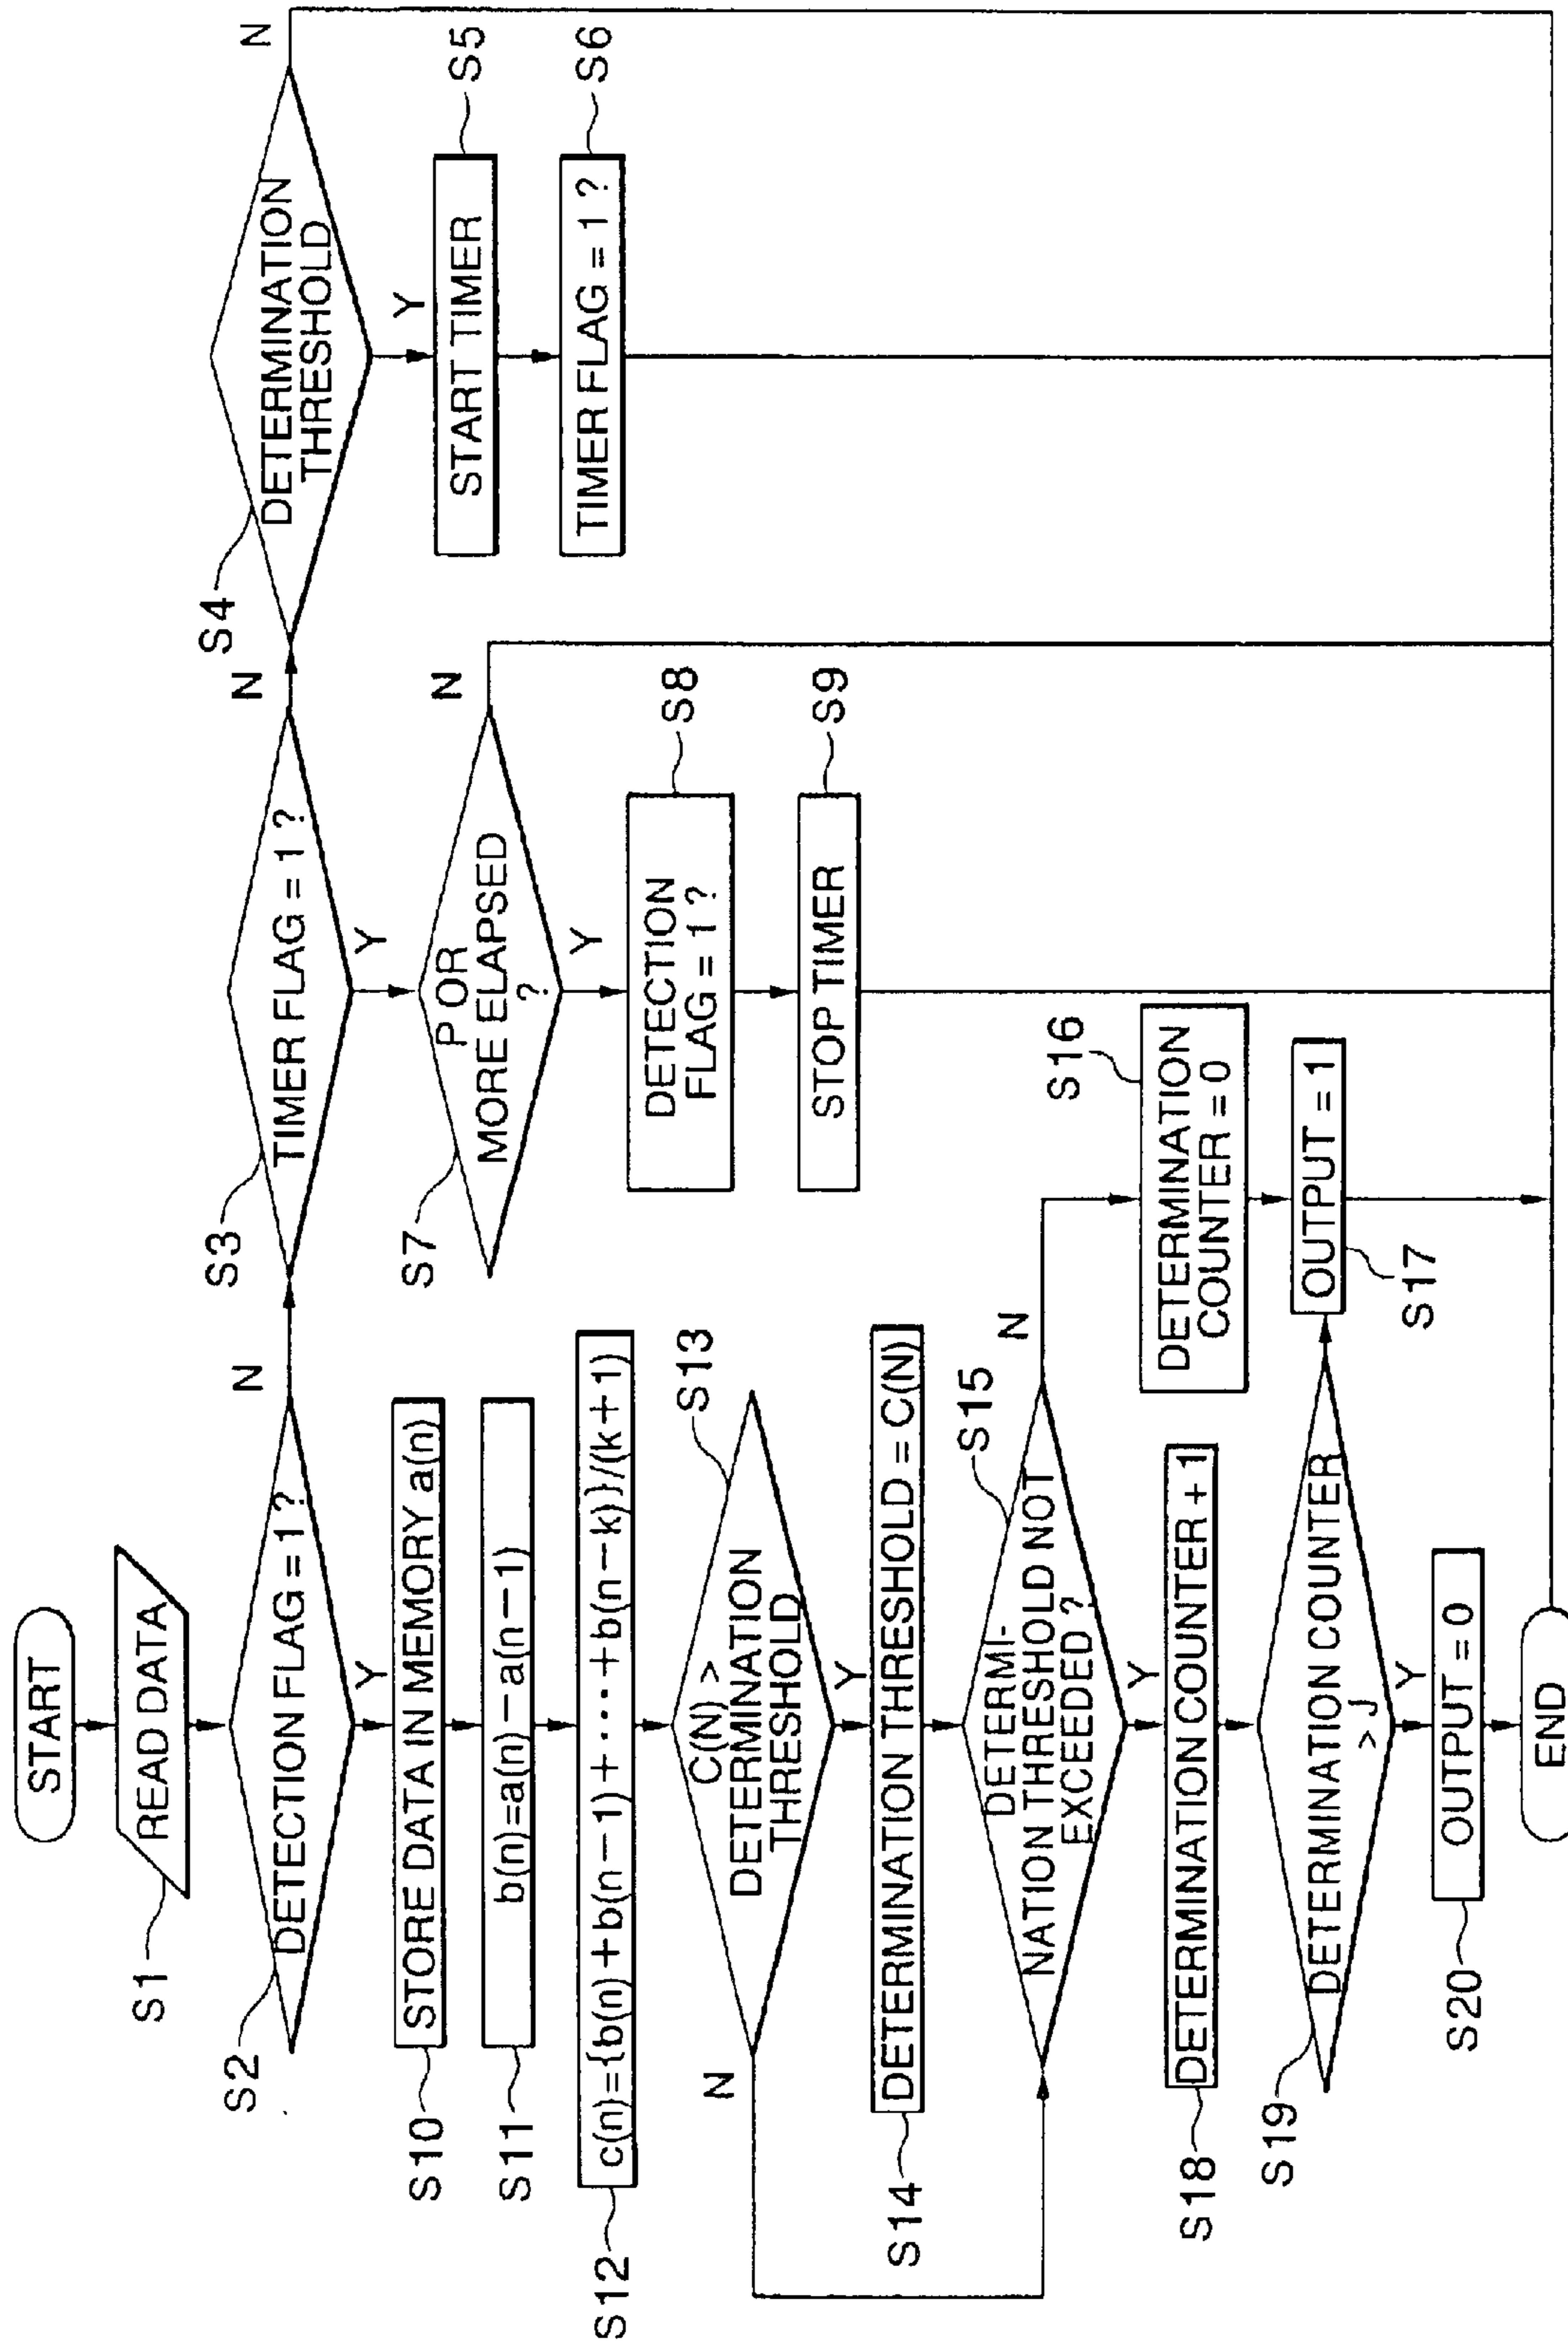 START
READ DATA
S1
DETECTION FLAG = 1 ?
S2
N
Y
TIMER FLAG = 1 ?
S3
N
Y
DETERMINATION
THRESHOLD
S4
N
Y
START TIMER
S5
TIMER FLAG = 1 ?
S6
P OR
MORE ELAPSED
?
S7
N
Y
DETECTION
FLAG = 1 ?
S8
STOP TIMER
S9
STORE DATA IN MEMORY a(n)
S10
b(n)=a(n)−a(n−1)
S11
c(n)={b(n)+b(n−1)+···+b(n−k)}/(k+1)
S12
C(N) >
DETERMINATION
THRESHOLD
S13
N
Y
DETERMINATION THRESHOLD = C(N)
S14
DETERMI-
NATION THRESHOLD NOT
EXCEEDED ?
S15
N
Y
DETERMINATION
COUNTER = 0
S16
OUTPUT = 1
S17
DETERMINATION COUNTER + 1
S18
DETERMINATION COUNTER
> J
S19
Y
OUTPUT = 0
S20
END